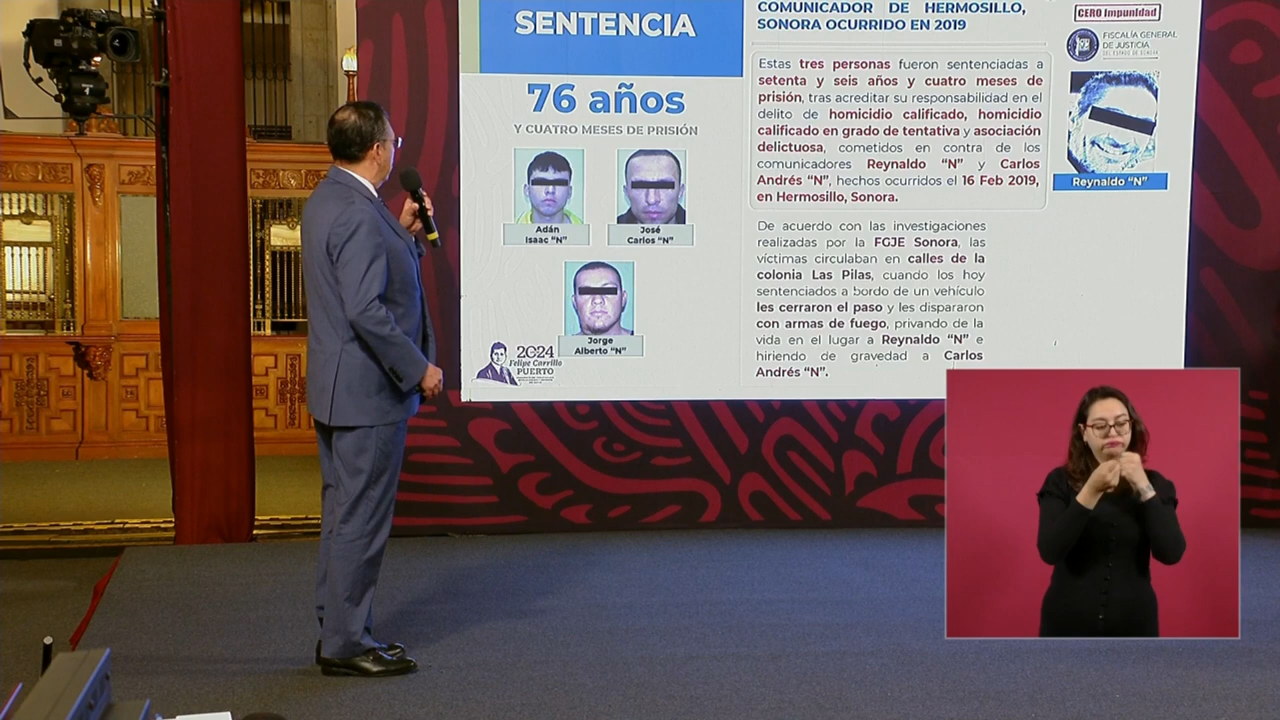 SENTENCIA
76 años
Y CUATRO MESES DE PRISIÓN
Adán
Isaac "N"
José
Carlos "N"
Jorge
Alberto "N"
2024
Felipe Carrillo
PUERTO
COMUNICADOR DE HERMOSILLO,
SONORA OCURRIDO EN 2019
Estas tres personas fueron sentenciadas a
setenta y seis años y cuatro meses de
prisión, tras acreditar su responsabilidad en el
delito de homicidio calificado, homicidio
calificado en grado de tentativa y asociación
delictuosa, cometidos en contra de los
comunicadores Reynaldo "N" y Carlos
Andrés "N", hechos ocurridos el 16 Feb 2019,
en Hermosillo, Sonora.
De acuerdo con las investigaciones
realizadas por la FGJE Sonora, las
víctimas circulaban en calles de la
colonia Las Pilas, cuando los hoy
sentenciados a bordo de un vehículo
les cerraron el paso y les dispararon
con armas de fuego, privando de la
vida en el lugar a Reynaldo "N" e
hiriendo de gravedad a Carlos
Andrés "N".
CERO Impunidad
FISCALÍA GENERAL
DE JUSTICIA
DEL ESTADO DE SONORA
Reynaldo "N"